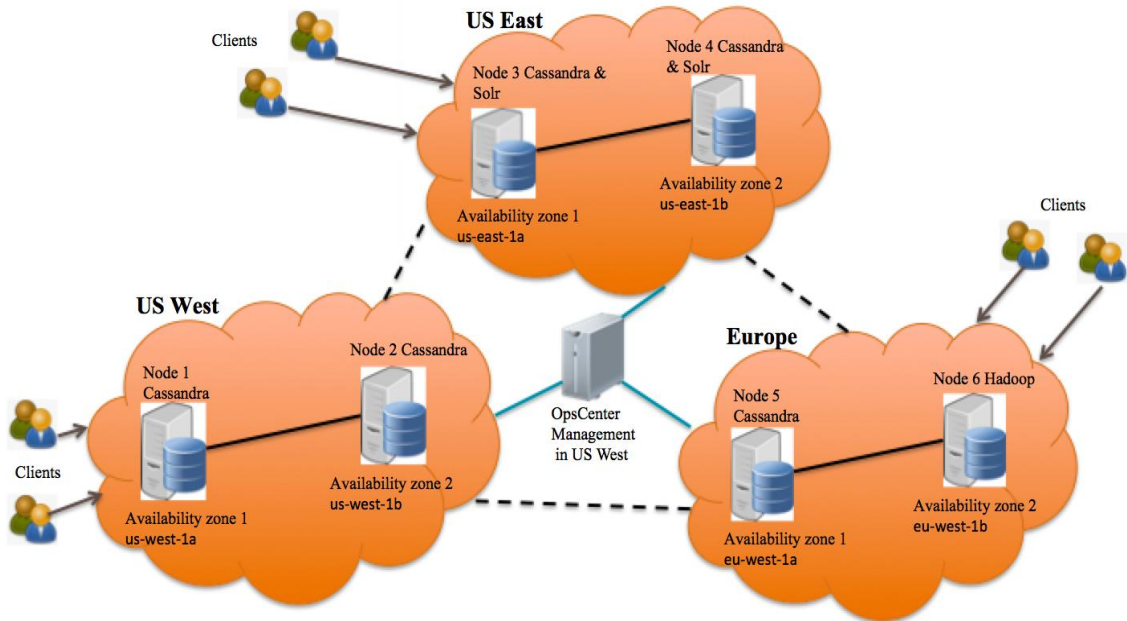 US East
Clients
Node 3 Cassandra &
Solr
Node 4 Cassandra
& Solr
Availability zone 1
us-east-1a
Availability zone 2
us-east-1b
Clients
US West
Node 1
Cassandra
Node 2 Cassandra
Availability zone 1
us-west-1a
Availability zone 2
us-west-1b
Clients
OpsCenter
Management
in US West
Europe
Node 5
Cassandra
Node 6 Hadoop
Availability zone 1
eu-west-1a
Availability zone 2
eu-west-1b